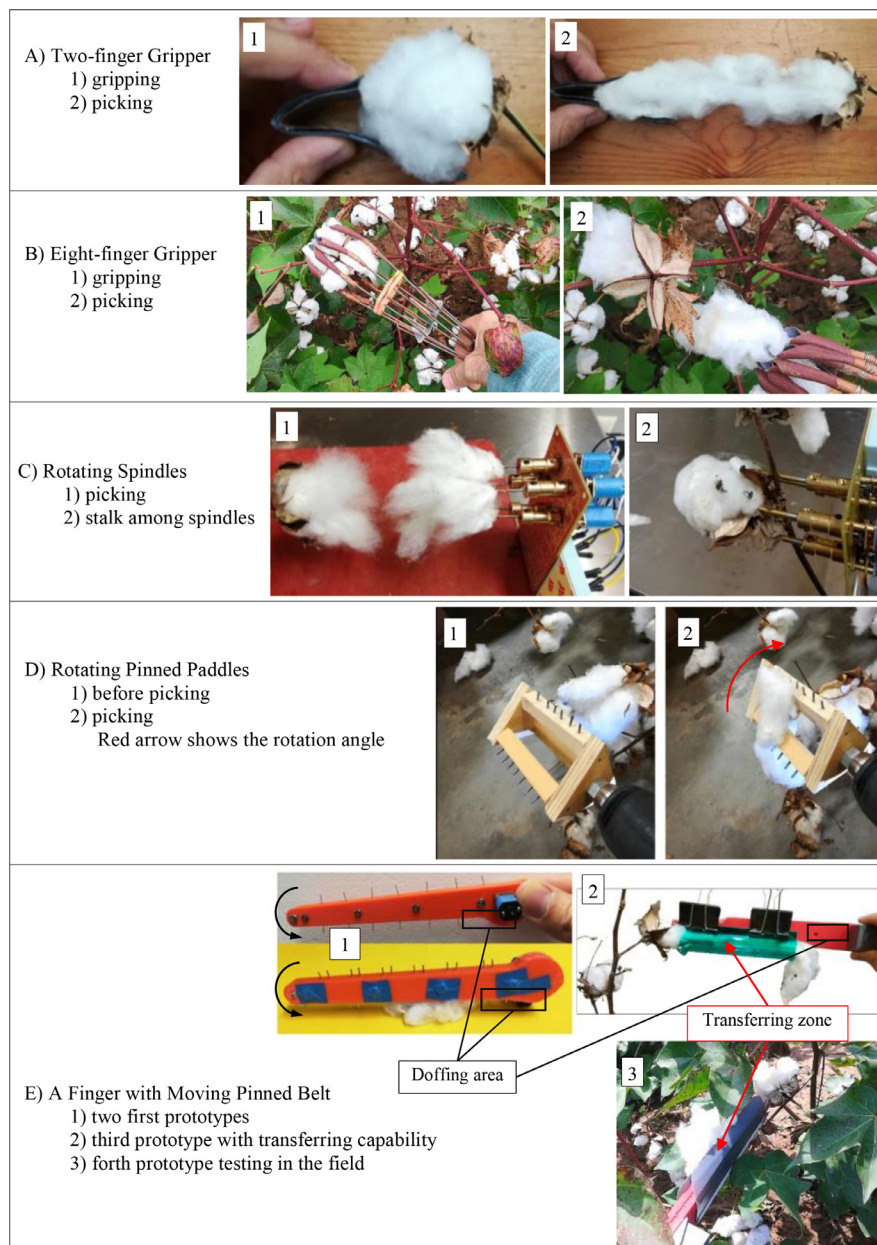 A) Two-finger Gripper
1) gripping
2) picking
1
2
B) Eight-finger Gripper
1) gripping
2) picking
1
2
C) Rotating Spindles
1) picking
2) stalk among spindles
1
2
D) Rotating Pinned Paddles
1) before picking
2) picking
Red arrow shows the rotation angle
1
2
1
2
Transferring zone
Doffing area
3
E) A Finger with Moving Pinned Belt
1) two first prototypes
2) third prototype with transferring capability
3) forth prototype testing in the field